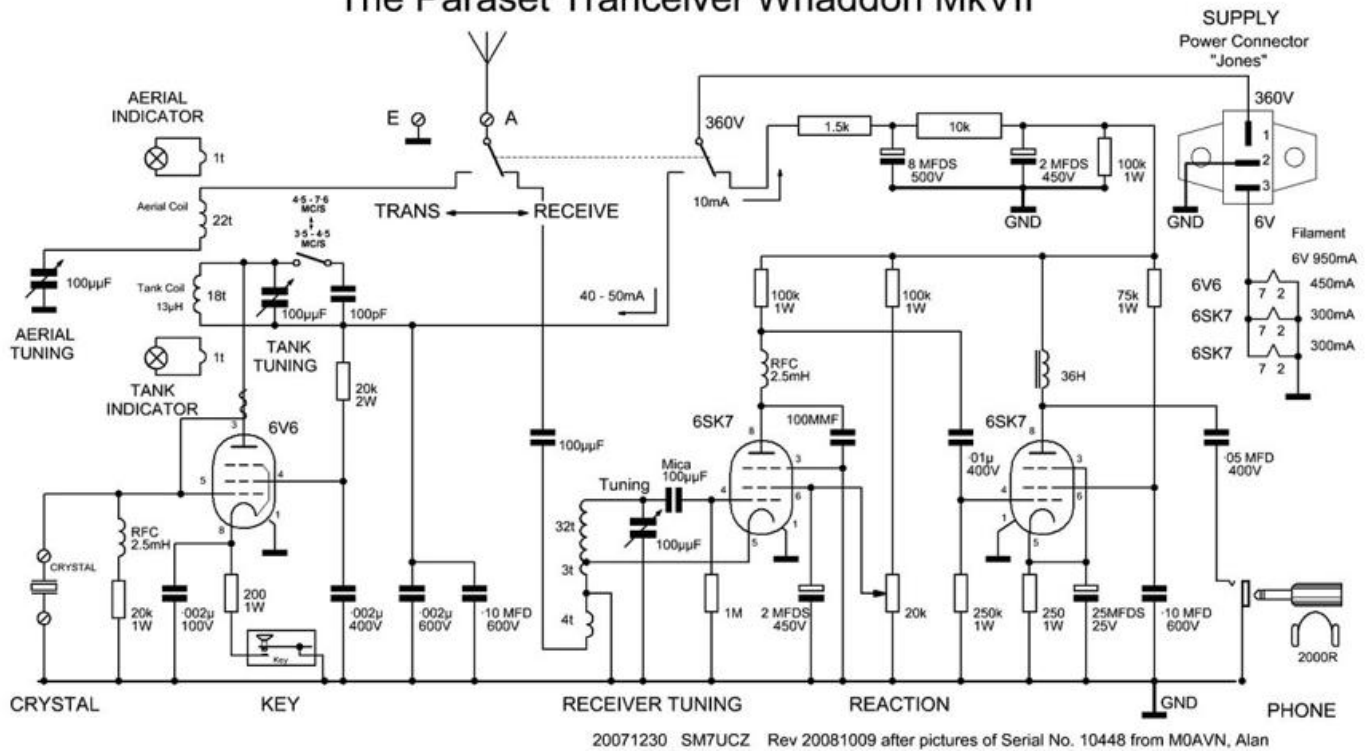 The Paraset Tranceiver Whaddon MkVII
SUPPLY
Power Connector
"Jones"
AERIAL
INDICATOR
1t
E
A
360V
1.5k
10k
8 MFDS
500V
2 MFDS
450V
100k
1W
360V
1
2
3
GND
6V
Aerial Coil
22t
4·5 - 7·6
MC/S
3·5 - 4·5
MC/S
TRANS
RECEIVE
10mA
GND
Filament
6V 950mA
6V6
7 2
450mA
6SK7
7 2
300mA
6SK7
7 2
300mA
100µµF
AERIAL
TUNING
Tank Coil
13µH
18t
100µµF
100pF
TANK
TUNING
1t
TANK
INDICATOR
40 - 50mA
100k
1W
100k
1W
75k
1W
20k
2W
RFC
2.5mH
36H
6V6
3
5
4
8
1
100µµF
6SK7
8
100MMF
3
4
6
5
1
·01µ
400V
6SK7
8
3
4
6
1
5
·05 MFD
400V
Mica
100µµF
Tuning
32t
100µµF
3t
4t
RFC
2.5mH
CRYSTAL
20k
1W
·002µ
100V
200
1W
Key
·002µ
400V
·002µ
600V
·10 MFD
600V
1M
2 MFDS
450V
20k
250k
1W
250
1W
25MFDS
25V
·10 MFD
600V
2000R
CRYSTAL
KEY
RECEIVER TUNING
REACTION
GND
PHONE
20071230 SM7UCZ Rev 20081009 after pictures of Serial No. 10448 from M0AVN, Alan